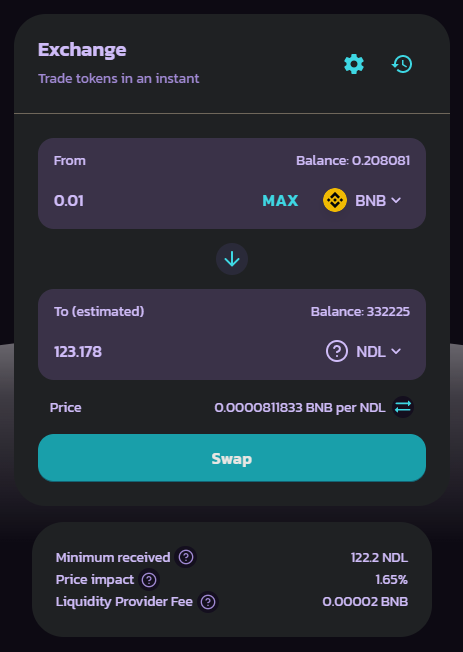 Exchange
Trade tokens in an instant
From Balance: 0.208081
0.01 MAX BNB
To (estimated) Balance: 332225
123.178 ? NDL
Price 0.0000811833 BNB per NDL
Swap
Minimum received ? 122.2 NDL
Price impact ? 1.65%
Liquidity Provider Fee ? 0.00002 BNB